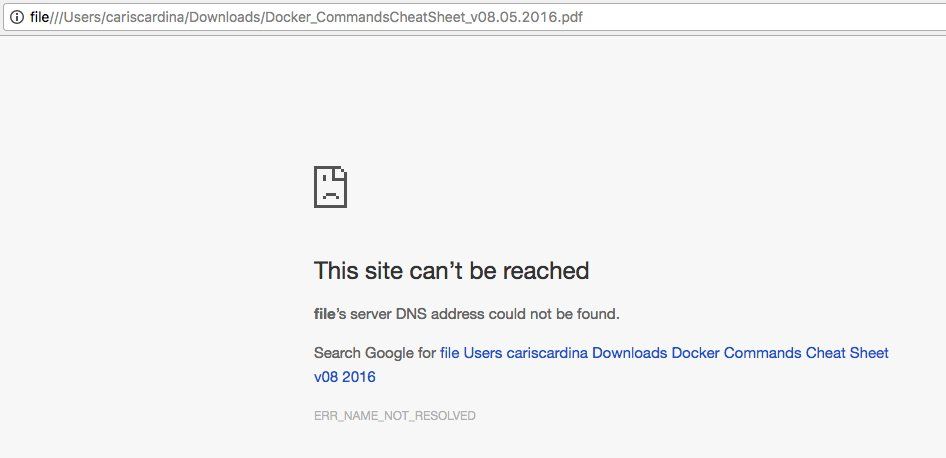 file///Users/cariscardina/Downloads/Docker_CommandsCheatSheet_v08.05.2016.pdf
This site can’t be reached
file’s server DNS address could not be found.
Search Google for file Users cariscardina Downloads Docker Commands Cheat Sheet
v08 2016
ERR_NAME_NOT_RESOLVED